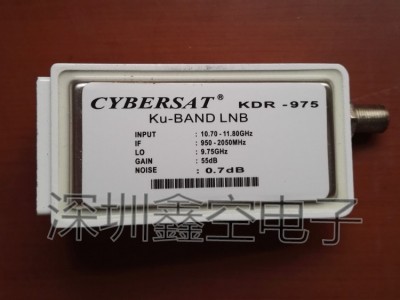 CYBERSAT® KDR -975
Ku-BAND LNB
INPUT : 10.70 - 11.80GHz
IF : 950 - 2050MHz
LO : 9.75GHz
GAIN : 55dB
NOISE : 0.7dB
深圳鑫空电子